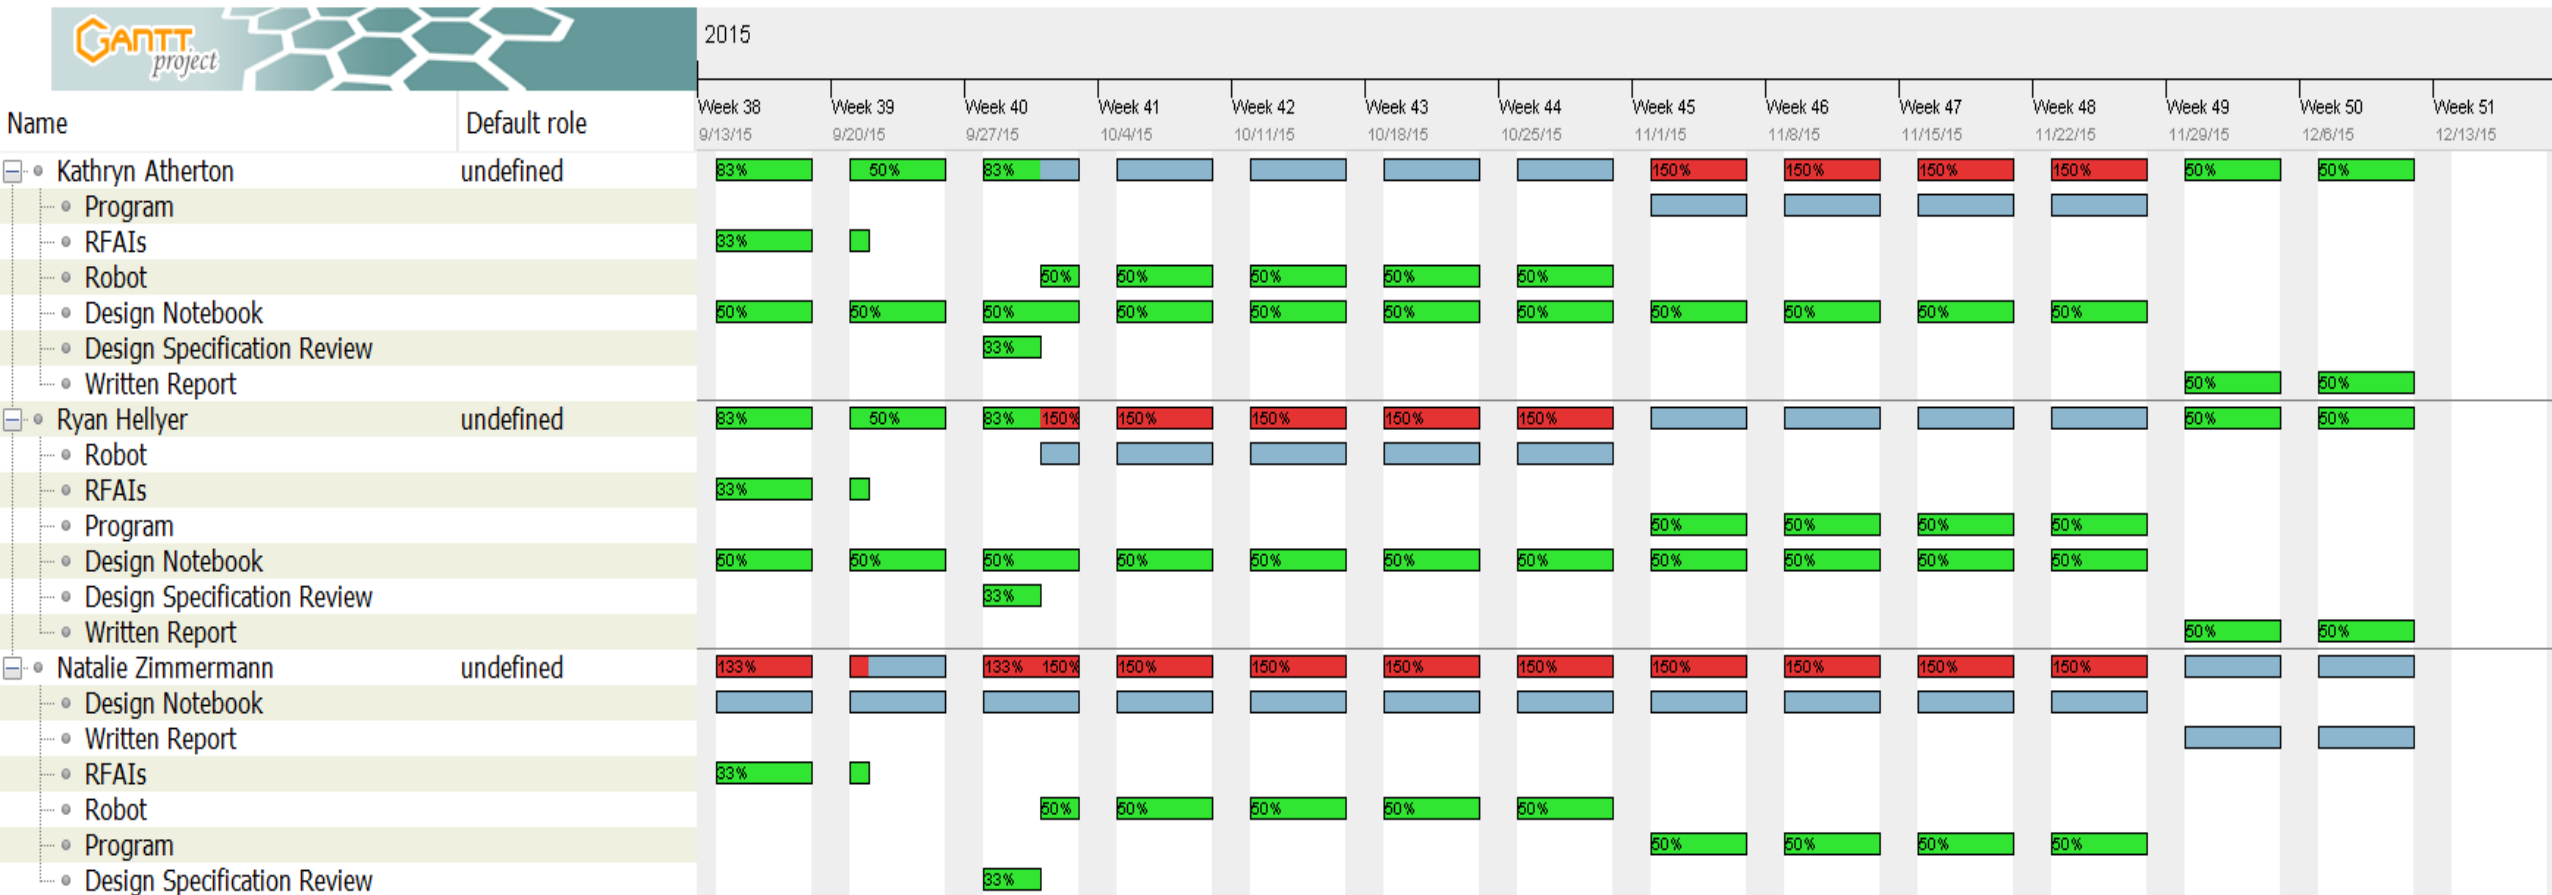 GANTT
project
2015
Week 38 Week 39 Week 40 Week 41 Week 42 Week 43 Week 44 Week 45 Week 46 Week 47 Week 48 Week 49 Week 50 Week 51
Name Default role
9/13/15 9/20/15 9/27/15 10/4/15 10/11/15 10/18/15 10/25/15 11/1/15 11/8/15 11/15/15 11/22/15 11/29/15 12/6/15 12/13/15
Kathryn Atherton undefined 83% 50% 83% 150% 150% 150% 150% 50% 50%
Program
RFAIs 33%
Robot 50% 50% 50% 50% 50%
Design Notebook 50% 50% 50% 50% 50% 50% 50% 50% 50% 50% 50%
Design Specification Review 33%
Written Report 50% 50%
Ryan Hellyer undefined 83% 50% 83% 150% 150% 150% 150% 150% 50% 50%
Robot
RFAIs 33%
Program 50% 50% 50% 50%
Design Notebook 50% 50% 50% 50% 50% 50% 50% 50% 50% 50% 50%
Design Specification Review 33%
Written Report 50% 50%
Natalie Zimmermann undefined 133% 133% 150% 150% 150% 150% 150% 150% 150% 150% 150%
Design Notebook
Written Report
RFAIs 33%
Robot 50% 50% 50% 50% 50%
Program 50% 50% 50% 50%
Design Specification Review 33%